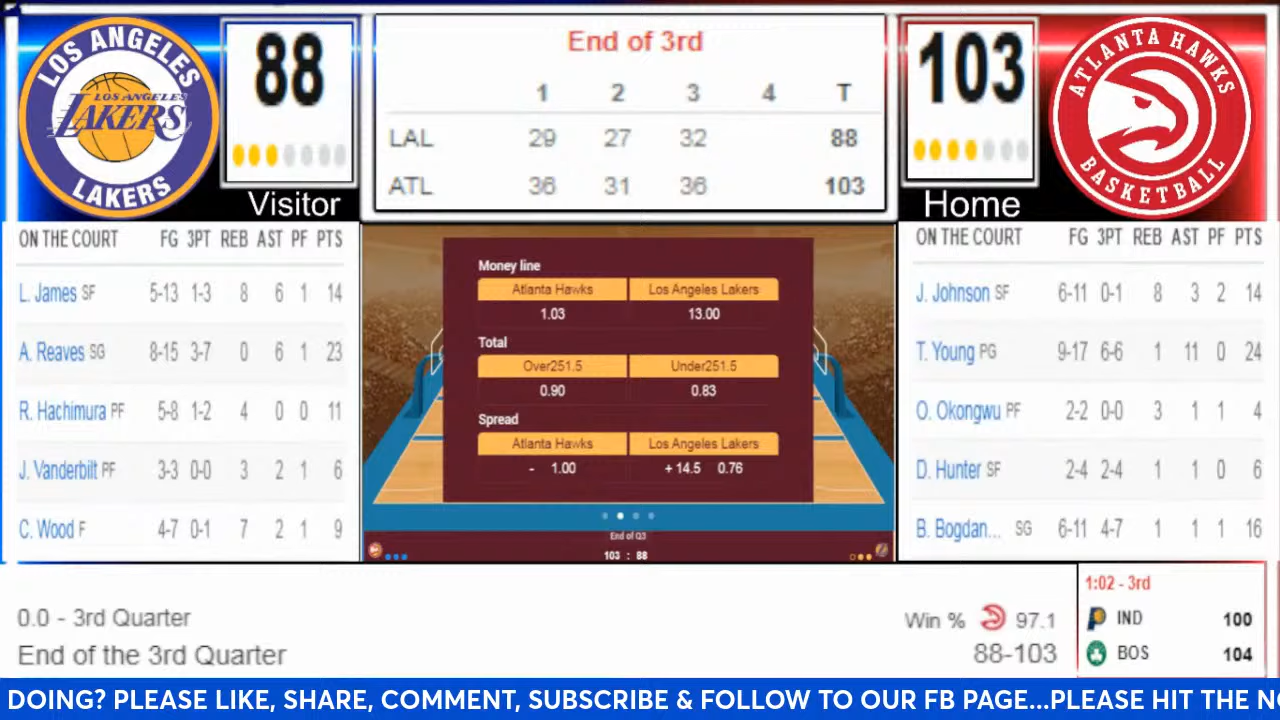 LOS ANGELES
LOS ANGELES
LAKERS
LAKERS
88
Visitor
End of 3rd
1 2 3 4 T
LAL 29 27 32 88
ATL 36 31 36 103
103
Home
ATLANTA HAWKS
BASKETBALL
ON THE COURT FG 3PT REB AST PF PTS
L. James SF 5-13 1-3 8 6 1 14
A. Reaves SG 8-15 3-7 0 6 1 23
R. Hachimura PF 5-8 1-2 4 0 0 11
J. Vanderbilt PF 3-3 0-0 3 2 1 6
C. Wood F 4-7 0-1 7 2 1 9
Money line
Atlanta Hawks Los Angeles Lakers
1.03 13.00
Total
Over251.5 Under251.5
0.90 0.83
Spread
Atlanta Hawks Los Angeles Lakers
- 1.00 + 14.5 0.76
End of Q3
103 : 88
ON THE COURT FG 3PT REB AST PF PTS
J. Johnson SF 6-11 0-1 8 3 2 14
T. Young PG 9-17 6-6 1 11 0 24
O. Okongwu PF 2-2 0-0 3 1 1 4
D. Hunter SF 2-4 2-4 1 1 0 6
B. Bogdan... SG 6-11 4-7 1 1 1 16
0.0 - 3rd Quarter
End of the 3rd Quarter
Win % 97.1
88-103
1:02 - 3rd
IND 100
BOS 104
DOING? PLEASE LIKE, SHARE, COMMENT, SUBSCRIBE & FOLLOW TO OUR FB PAGE...PLEASE HIT THE N